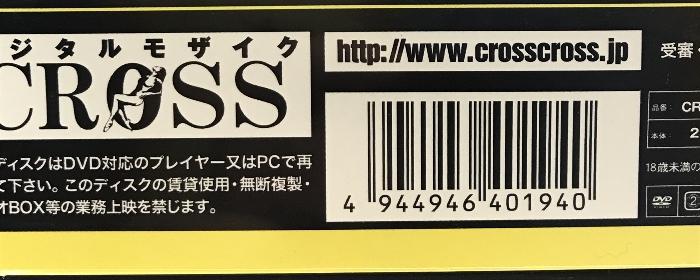 ジタルモザイク
CROSS
http://www.crosscross.jp
受審・
ディスクはDVD対応のプレイヤー又はPCで再
て下さい。このディスクの賃貸使用・無断複製・
オBOX等の業務上映を禁じます。
4 944946 401940
品番: CR
本体: 2
18歳未満の
DVD 2